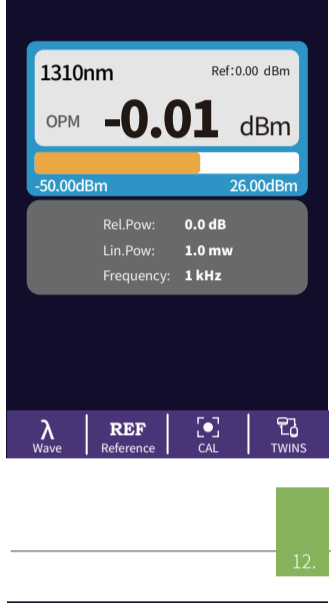 1310nm
Ref:0.00 dBm
OPM -0.01 dBm
-50.00dBm 26.00dBm
Rel.Pow: 0.0 dB
Lin.Pow: 1.0 mw
Frequency: 1 kHz
λ REF
Wave Reference CAL TWINS
12.